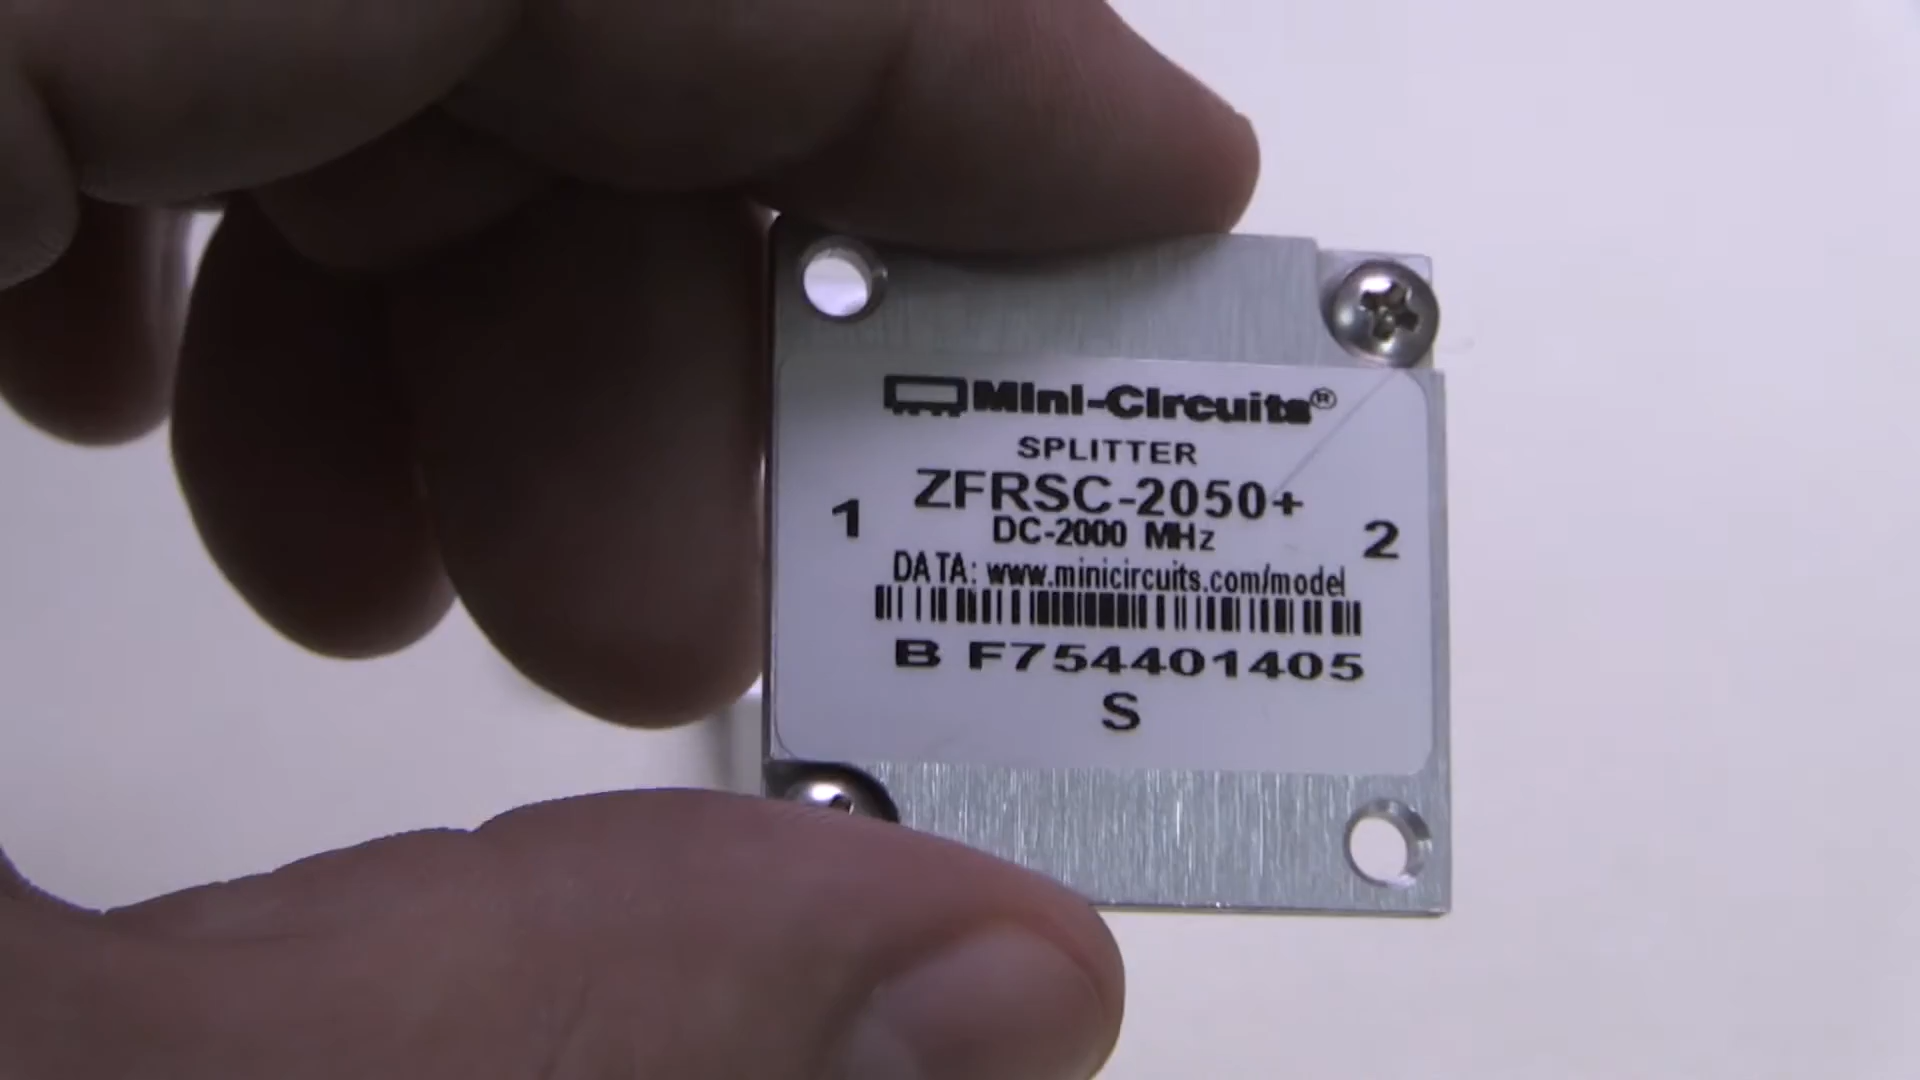 Mini-Circuits®
SPLITTER
ZFRSC-2050+
1
2
DC-2000 MHz
DATA: www.minicircuits.com/model
B F754401405
S